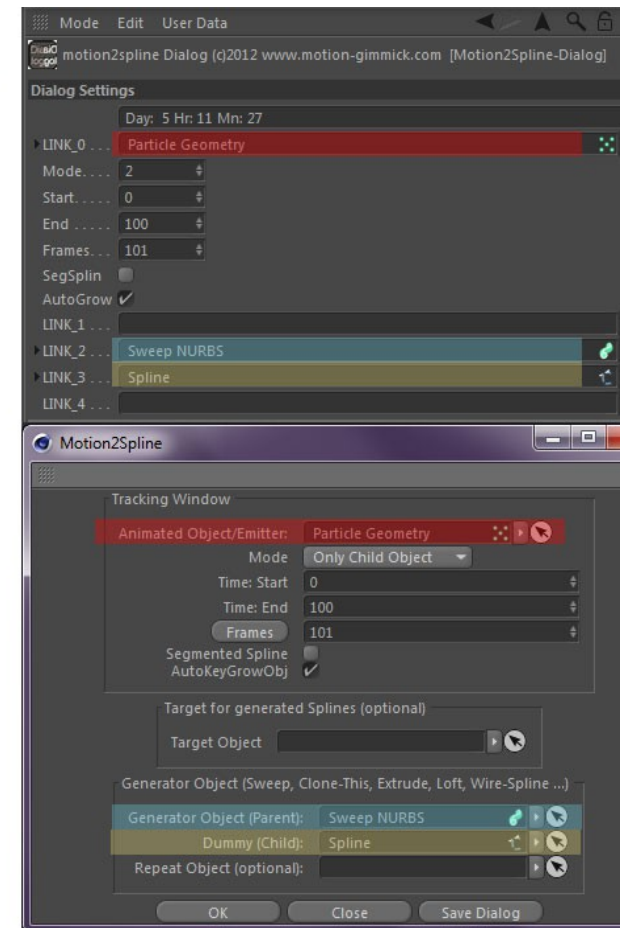 Mode Edit User Data
motion2spline Dialog (c)2012 www.motion-gimmick.com [Motion2Spline-Dialog]
Dialog Settings
Day: 5 Hr: 11 Mn: 27
LINK_0 . . . Particle Geometry
Mode. . . . 2
Start. . . . . 0
End . . . . . 100
Frames. . . 101
SegSplin
AutoGrow
LINK_1 . . .
LINK_2 . . . Sweep NURBS
LINK_3 . . . Spline
LINK_4 . . .
Motion2Spline
Tracking Window
Animated Object/Emitter: Particle Geometry
Mode Only Child Object
Time: Start 0
Time: End 100
Frames 101
Segmented Spline
AutoKeyGrowObj
Target for generated Splines (optional)
Target Object
Generator Object (Sweep, Clone-This, Extrude, Loft, Wire-Spline ...)
Generator Object (Parent): Sweep NURBS
Dummy (Child): Spline
Repeat Object (optional):
OK Close Save Dialog